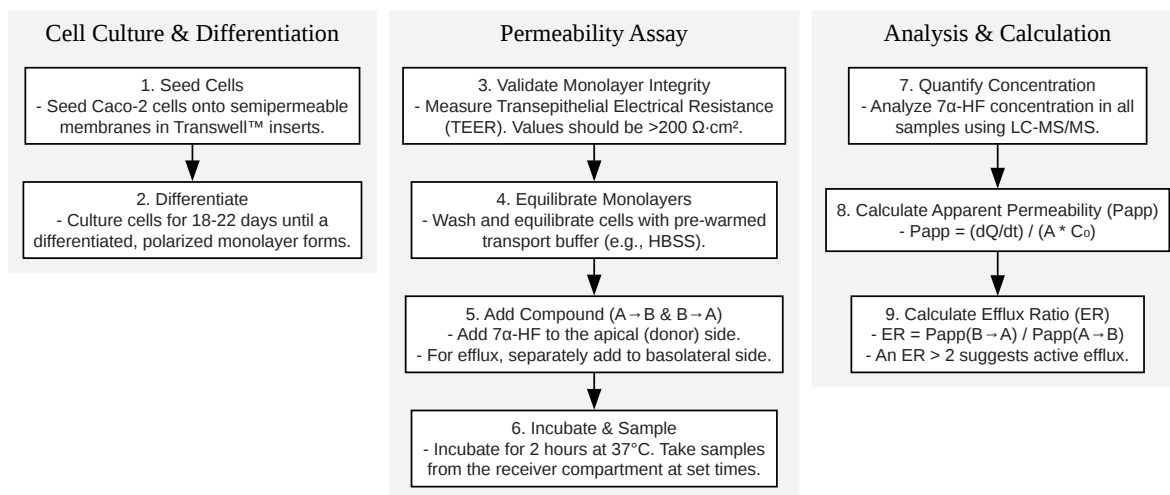 Cell Culture & Differentiation
1. Seed Cells
- Seed Caco-2 cells onto semipermeable
membranes in Transwell™ inserts.
2. Differentiate
- Culture cells for 18-22 days until a
differentiated, polarized monolayer forms.
Permeability Assay
3. Validate Monolayer Integrity
- Measure Transepithelial Electrical Resistance
(TEER). Values should be >200 Ω·cm².
4. Equilibrate Monolayers
- Wash and equilibrate cells with pre-warmed
transport buffer (e.g., HBSS).
5. Add Compound (A→B & B→A)
- Add 7α-HF to the apical (donor) side.
- For efflux, separately add to basolateral side.
6. Incubate & Sample
- Incubate for 2 hours at 37°C. Take samples
from the receiver compartment at set times.
Analysis & Calculation
7. Quantify Concentration
- Analyze 7α-HF concentration in all
samples using LC-MS/MS.
8. Calculate Apparent Permeability (Papp)
- Papp = (dQ/dt) / (A * C₀)
9. Calculate Efflux Ratio (ER)
- ER = Papp(B→A) / Papp(A→B)
- An ER > 2 suggests active efflux.